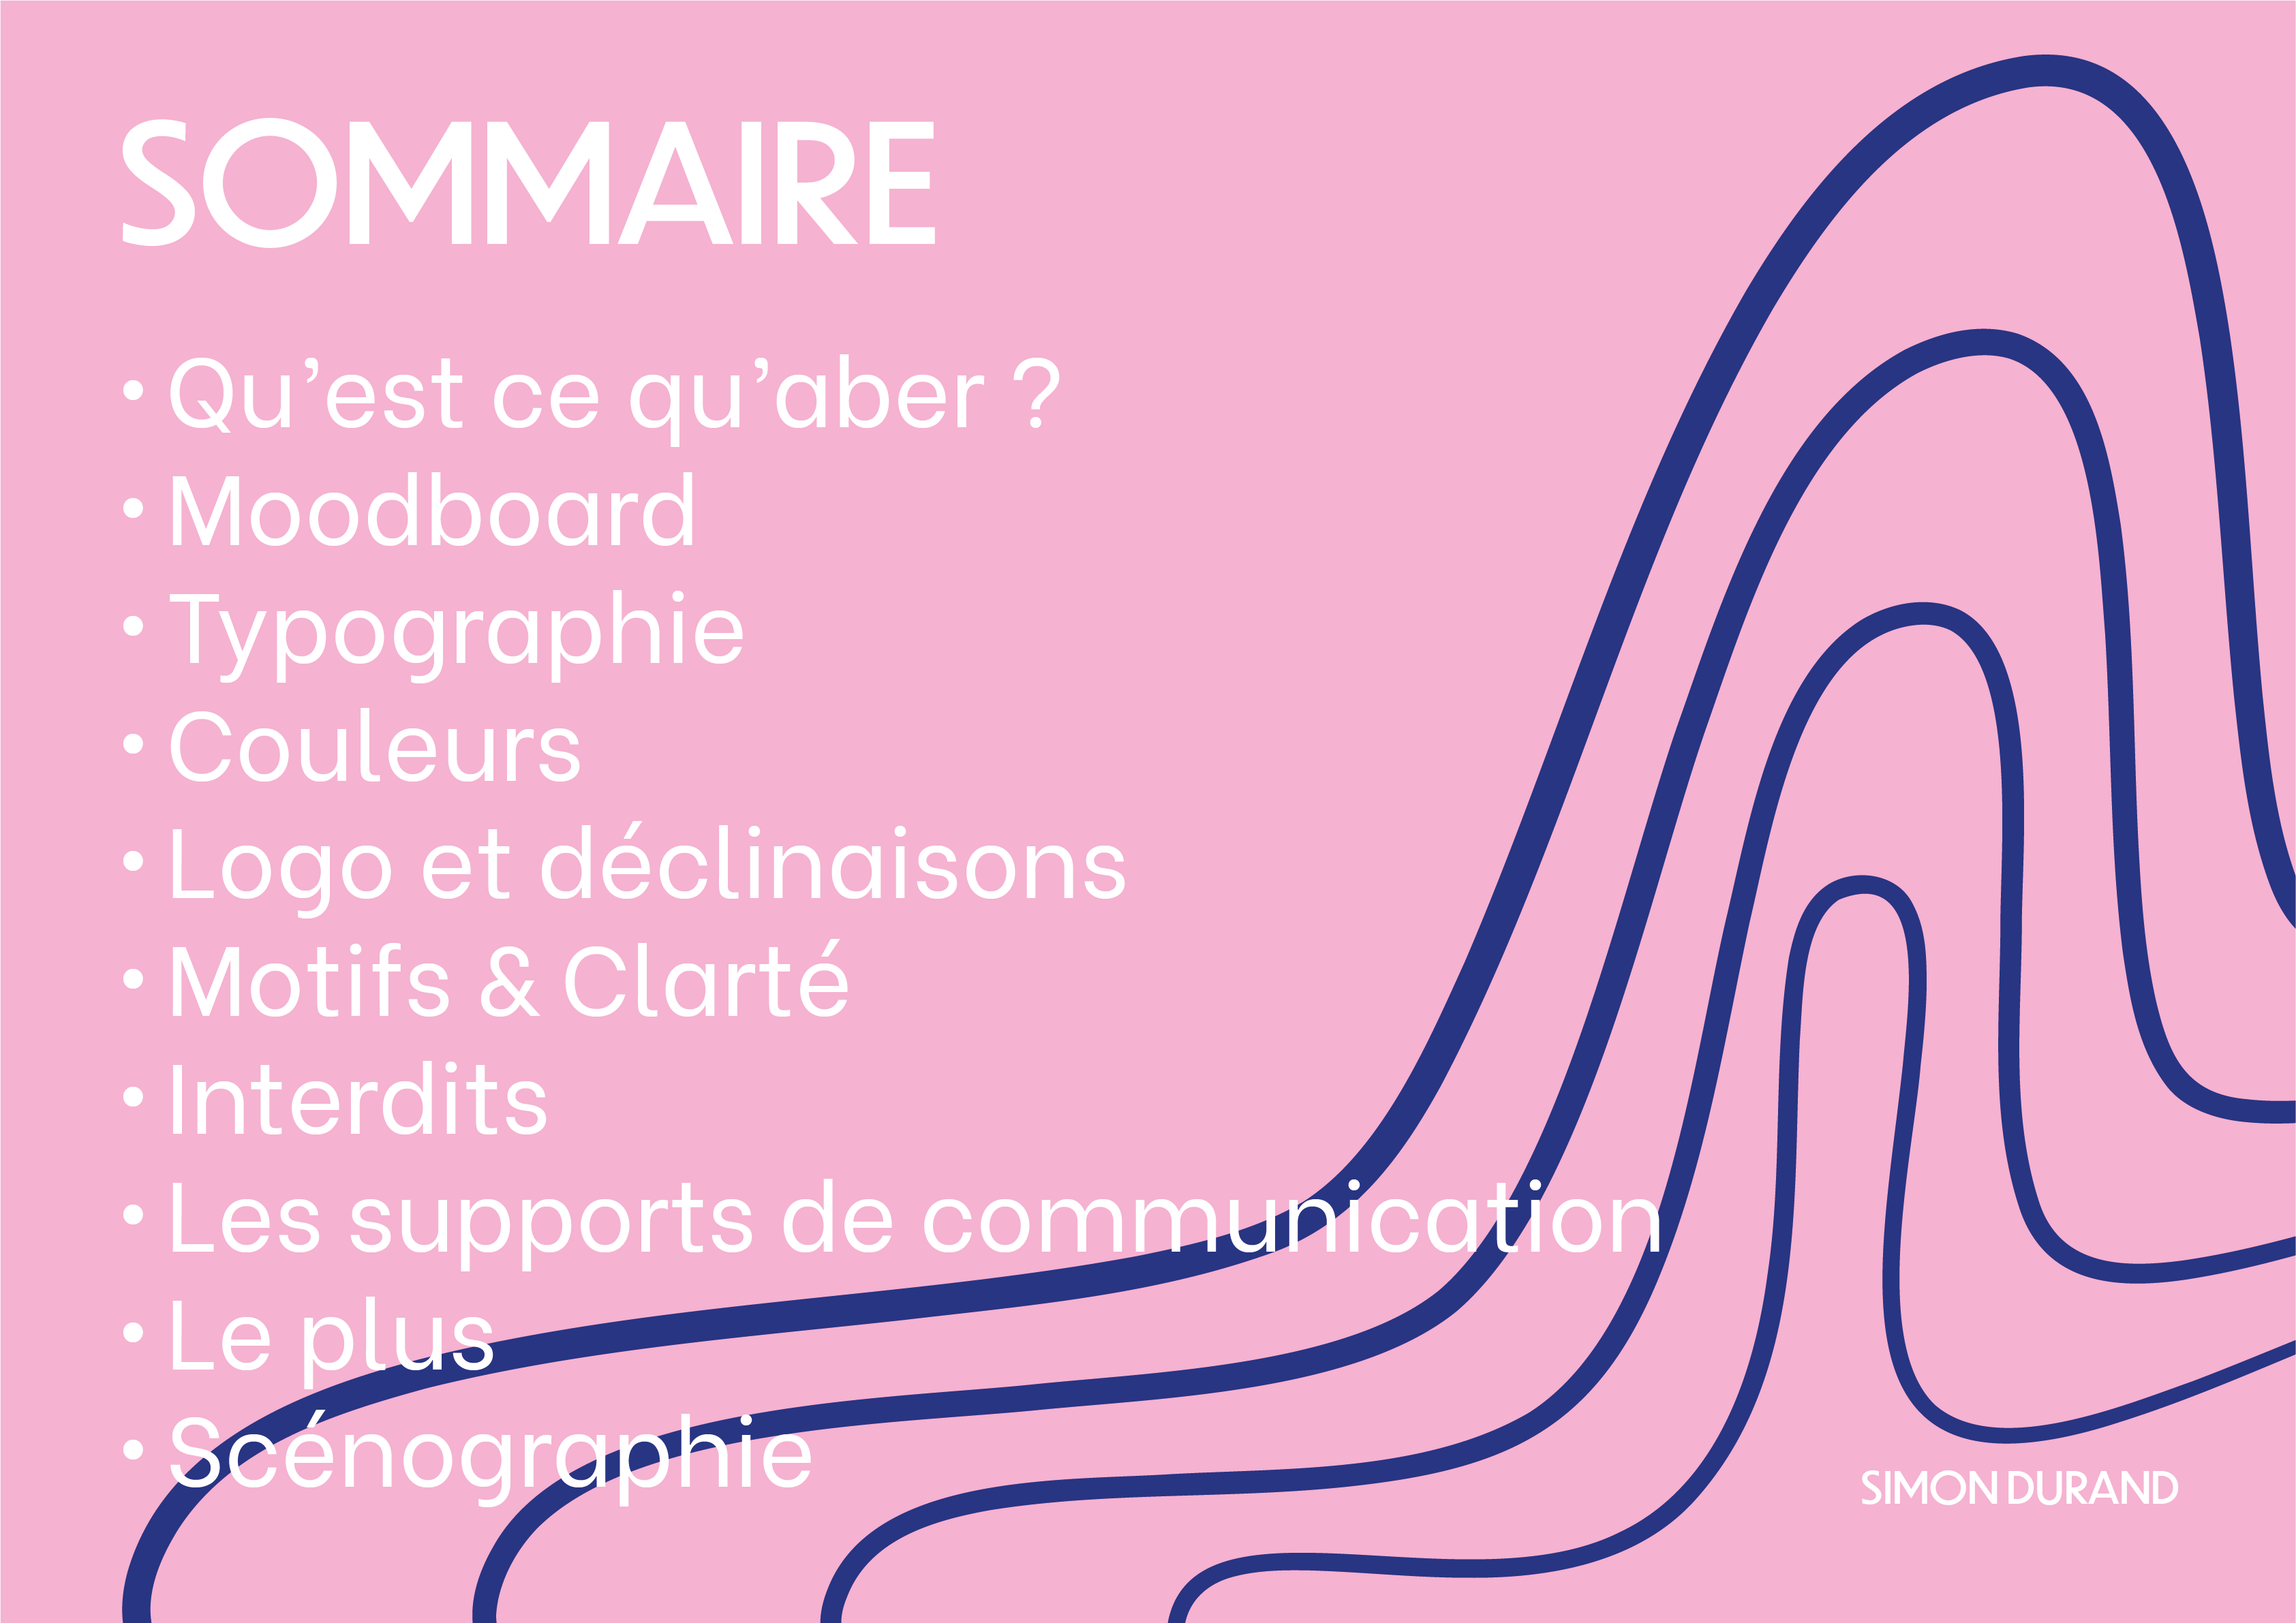 SOMMAIRE
• Qu’est ce qu’aber ?
• Moodboard
• Typographie
• Couleurs
• Logo et déclinaisons
• Motifs & Clarté
• Interdits
• Les supports de communication
• Le plus
• Scénographie
SIMON DURAND